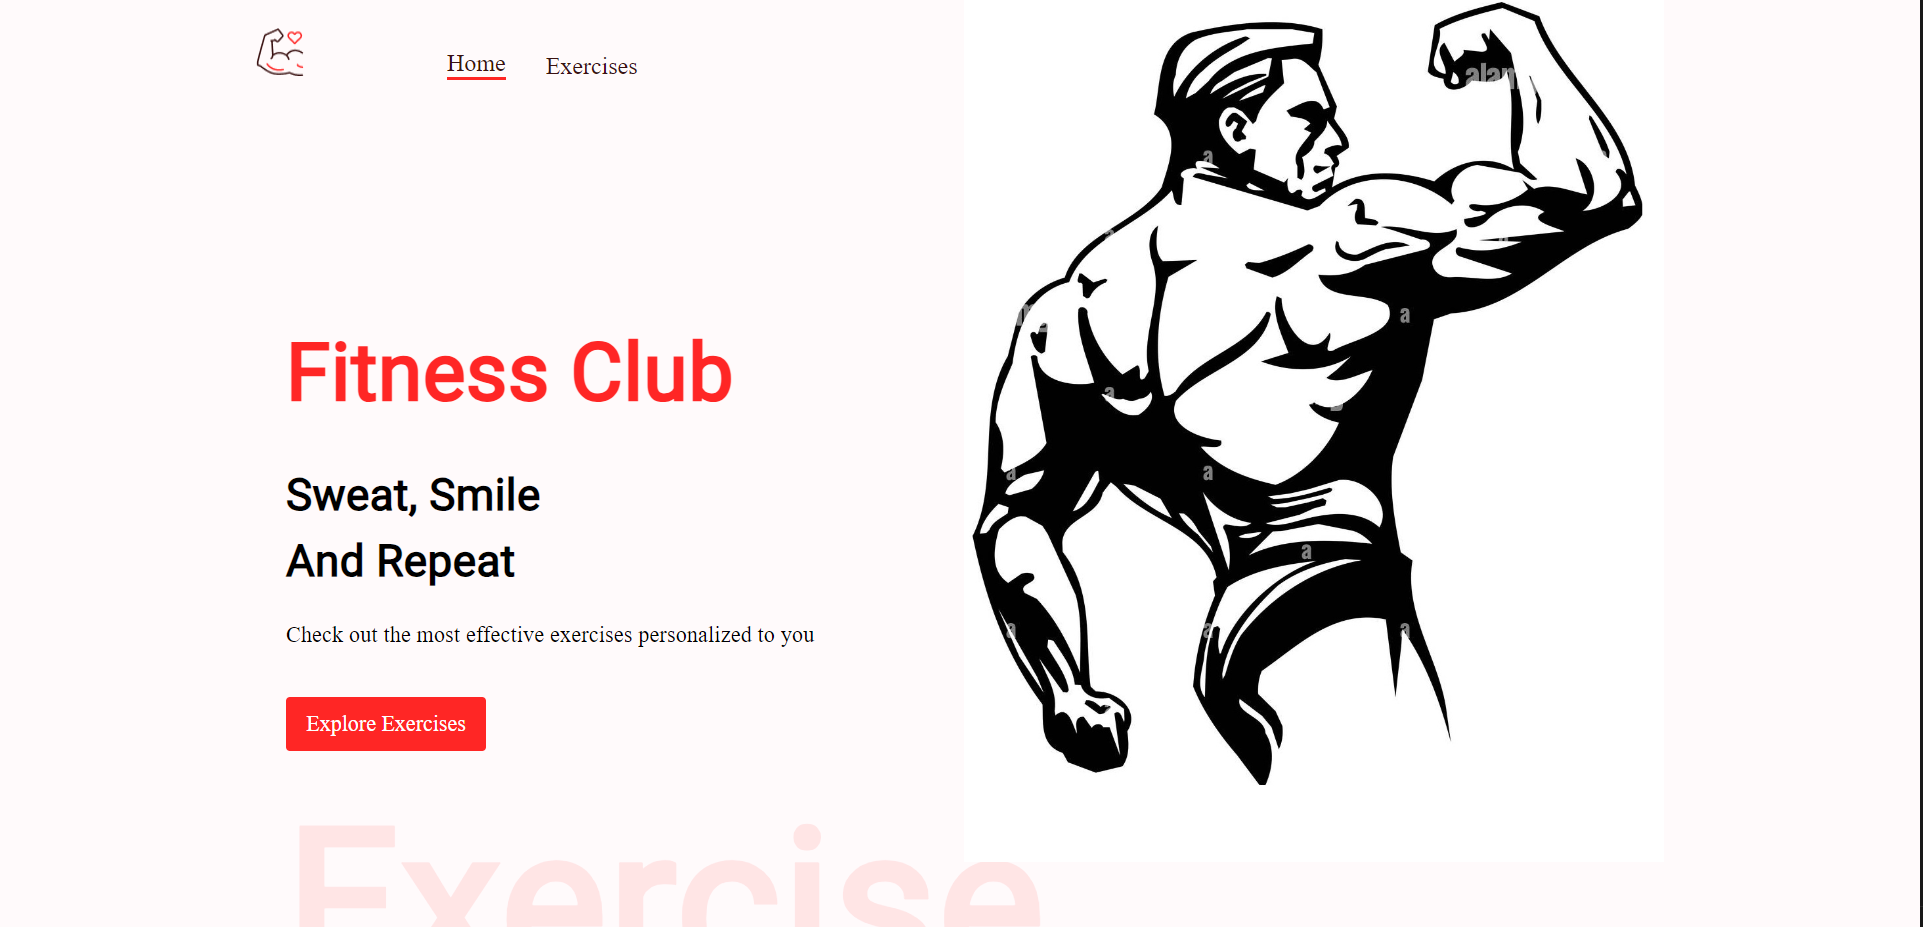 Home Exercises
Fitness Club
Sweat, Smile
And Repeat
Check out the most effective exercises personalized to you
Explore Exercises
Exercise
alam
a
a
a
a
a
a
a
a
a
a
a